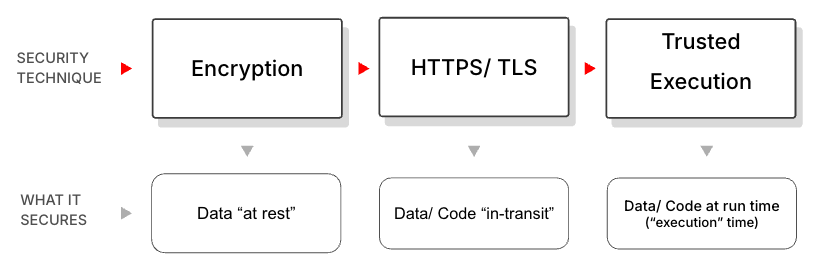 SECURITY
TECHNIQUE
Encryption
HTTPS/ TLS
Trusted
Execution
WHAT IT
SECURES
Data “at rest”
Data/ Code “in-transit”
Data/ Code at run time
(“execution” time)